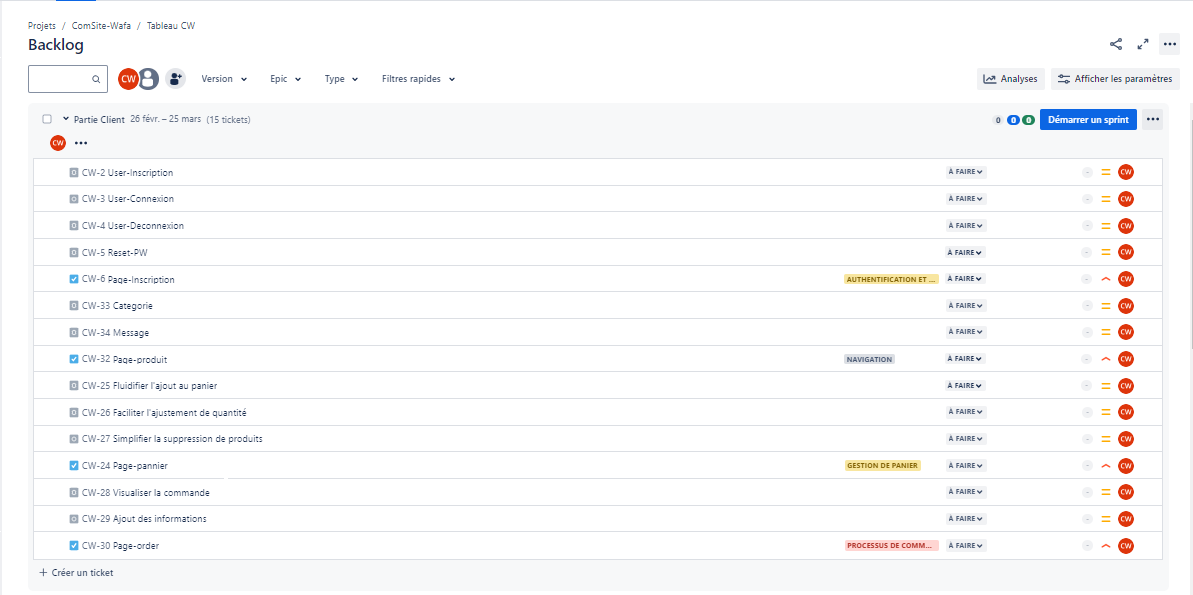 Projets / ComSite-Wafa / Tableau CW
Backlog
CW Version Epic Type Filtres rapides Analyses Afficher les paramètres
Partie Client 26 févr. – 25 mars (15 tickets) 0 0 0 Démarrer un sprint
CW
CW-2 User-Inscription À FAIRE - CW
CW-3 User-Connexion À FAIRE - CW
CW-4 User-Deconnexion À FAIRE - CW
CW-5 Reset-PW À FAIRE - CW
CW-6 Page-Inscription AUTHENTIFICATION ET ... À FAIRE - CW
CW-33 Categorie À FAIRE - CW
CW-34 Message À FAIRE - CW
CW-32 Page-produit NAVIGATION À FAIRE - CW
CW-25 Fluidifier l'ajout au panier À FAIRE - CW
CW-26 Faciliter l'ajustement de quantité À FAIRE - CW
CW-27 Simplifier la suppression de produits À FAIRE - CW
CW-24 Page-pannier GESTION DE PANIER À FAIRE - CW
CW-28 Visualiser la commande À FAIRE - CW
CW-29 Ajout des informations À FAIRE - CW
CW-30 Page-order PROCESSUS DE COMM... À FAIRE - CW
+ Créer un ticket